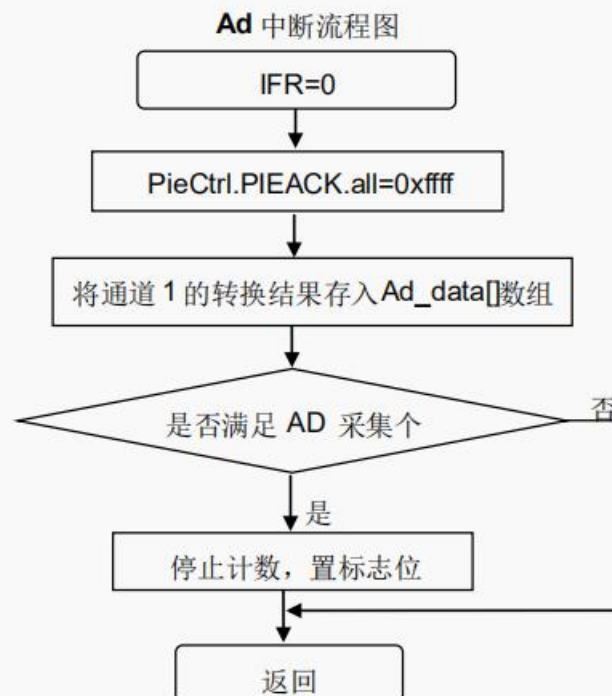 Ad 中断流程图
IFR=0
PieCtrl.PIEACK.all=0xffff
将通道 1 的转换结果存入Ad_data[]数组
是否满足 AD 采集个
否
是
停止计数，置标志位
返回